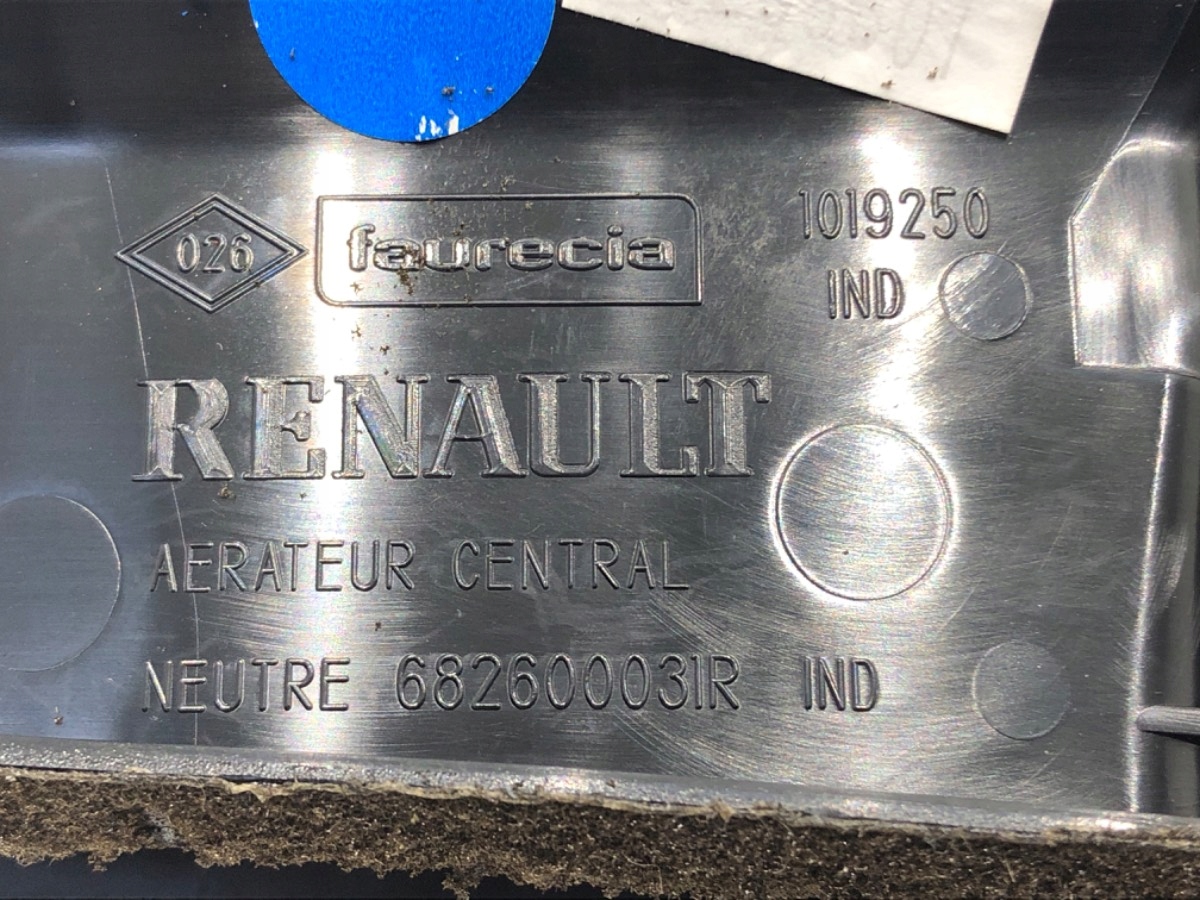 026 faurecia 1019250
IND
RENAULT
AERATEUR CENTRAL
NEUTRE 682600031R IND